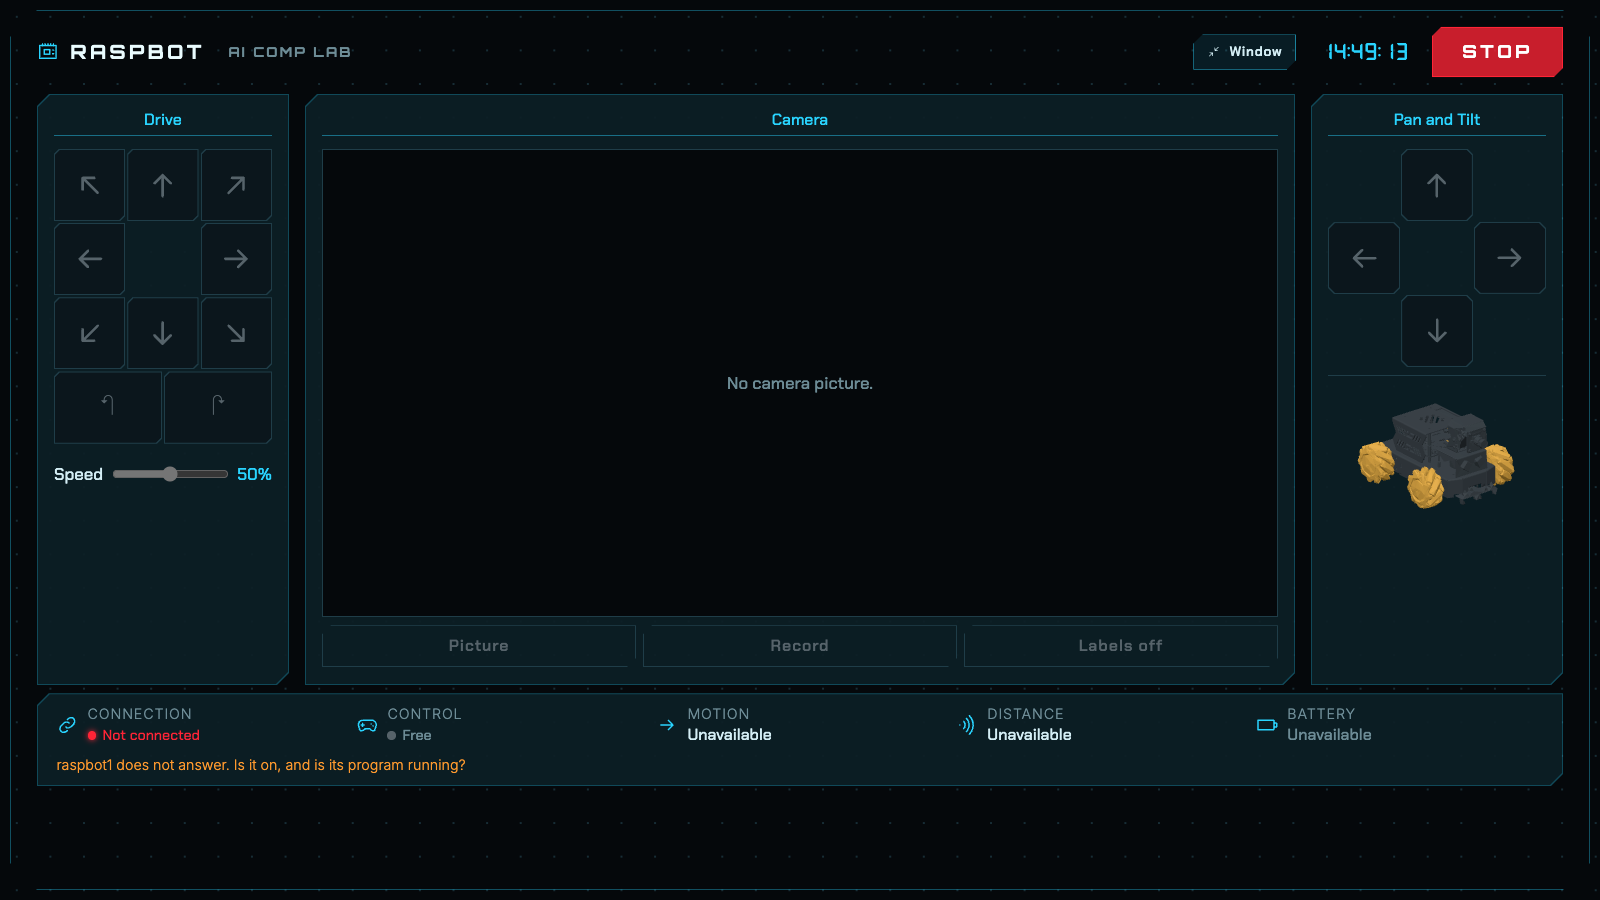 RASPBOT AI COMP LAB
Window
14:49:13
STOP
Drive
Speed 50%
Camera
No camera picture.
Picture
Record
Labels off
Pan and Tilt
CONNECTION
Not connected
CONTROL
Free
MOTION
Unavailable
DISTANCE
Unavailable
BATTERY
Unavailable
raspbot1 does not answer. Is it on, and is its program running?